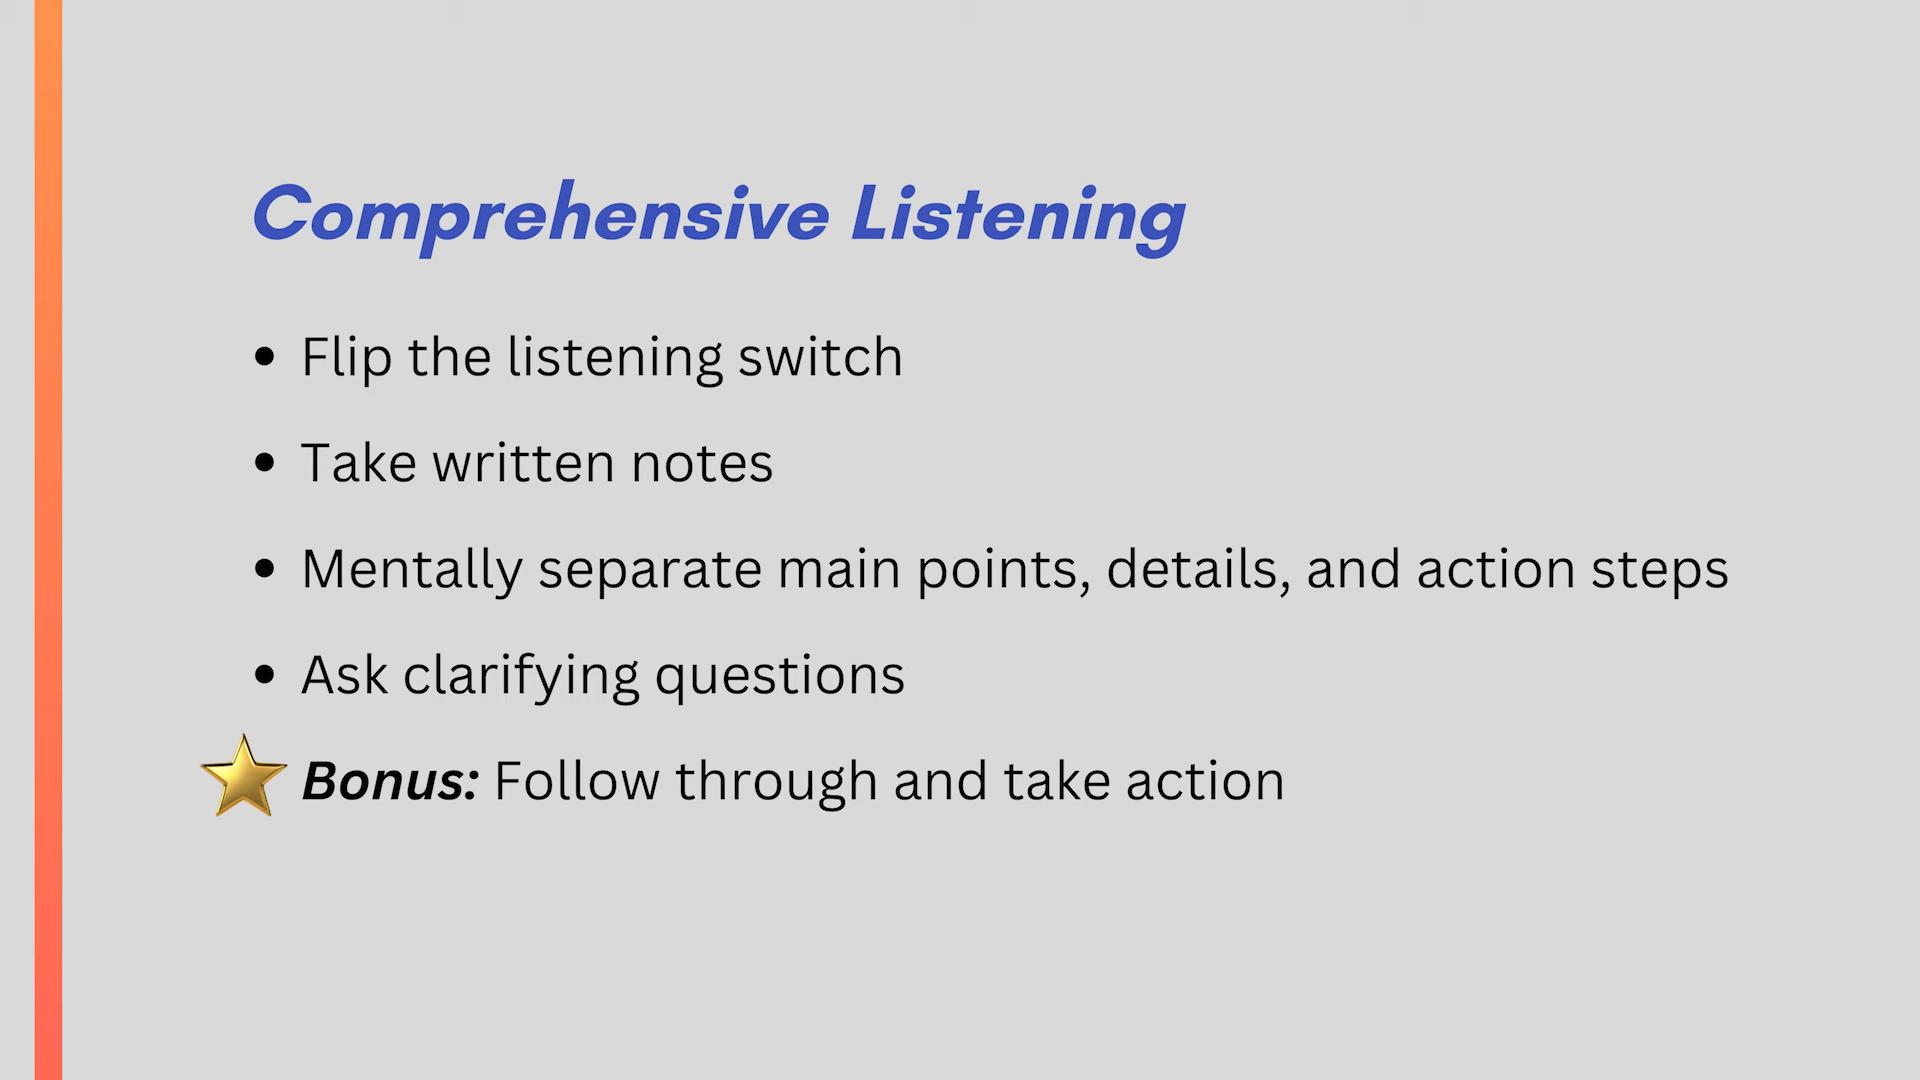 Comprehensive Listening
• Flip the listening switch
• Take written notes
• Mentally separate main points, details, and action steps
• Ask clarifying questions
Bonus: Follow through and take action